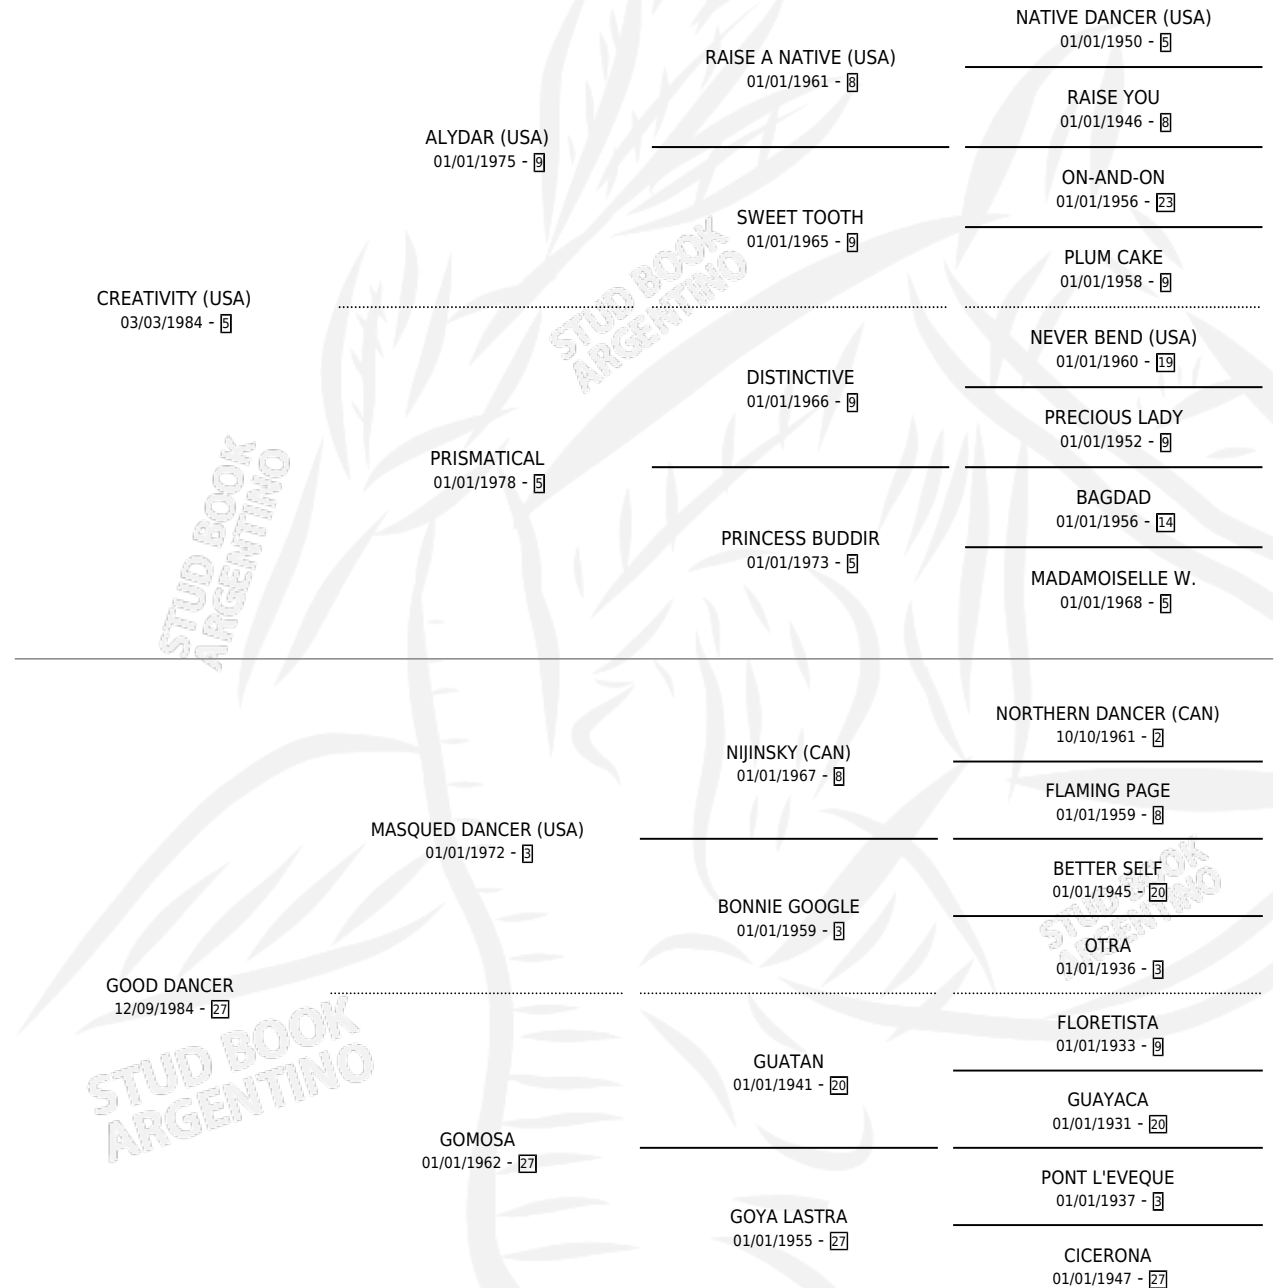 NATIVE DANCER (USA)
01/01/1950 - 5
RAISE A NATIVE (USA)
01/01/1961 - 8
RAISE YOU
01/01/1946 - 8
ALYDAR (USA)
01/01/1975 - 9
ON-AND-ON
01/01/1956 - 23
SWEET TOOTH
01/01/1965 - 9
PLUM CAKE
01/01/1958 - 9
CREATIVITY (USA)
03/03/1984 - 5
NEVER BEND (USA)
01/01/1960 - 19
DISTINCTIVE
01/01/1966 - 9
PRECIOUS LADY
01/01/1952 - 9
PRISMATICAL
01/01/1978 - 5
BAGDAD
01/01/1956 - 14
PRINCESS BUDDIR
01/01/1973 - 5
MADAMOISELLE W.
01/01/1968 - 5
STUD BOOK
ARGENTINO
STUD BOOK
ARGENTINO
NORTHERN DANCER (CAN)
10/10/1961 - 2
NIJINSKY (CAN)
01/01/1967 - 8
FLAMING PAGE
01/01/1959 - 8
MASQUED DANCER (USA)
01/01/1972 - 3
BETTER SELF
01/01/1945 - 20
BONNIE GOOGLE
01/01/1959 - 3
OTRA
01/01/1936 - 3
GOOD DANCER
12/09/1984 - 27
FLORETISTA
01/01/1933 - 9
GUATAN
01/01/1941 - 20
GUAYACA
01/01/1931 - 20
GOMOSA
01/01/1962 - 27
PONT L'EVEQUE
01/01/1937 - 3
GOYA LASTRA
01/01/1955 - 27
CICERONA
01/01/1947 - 27
STUD BOOK
ARGENTINO
STUD BOOK
ARGENTINO